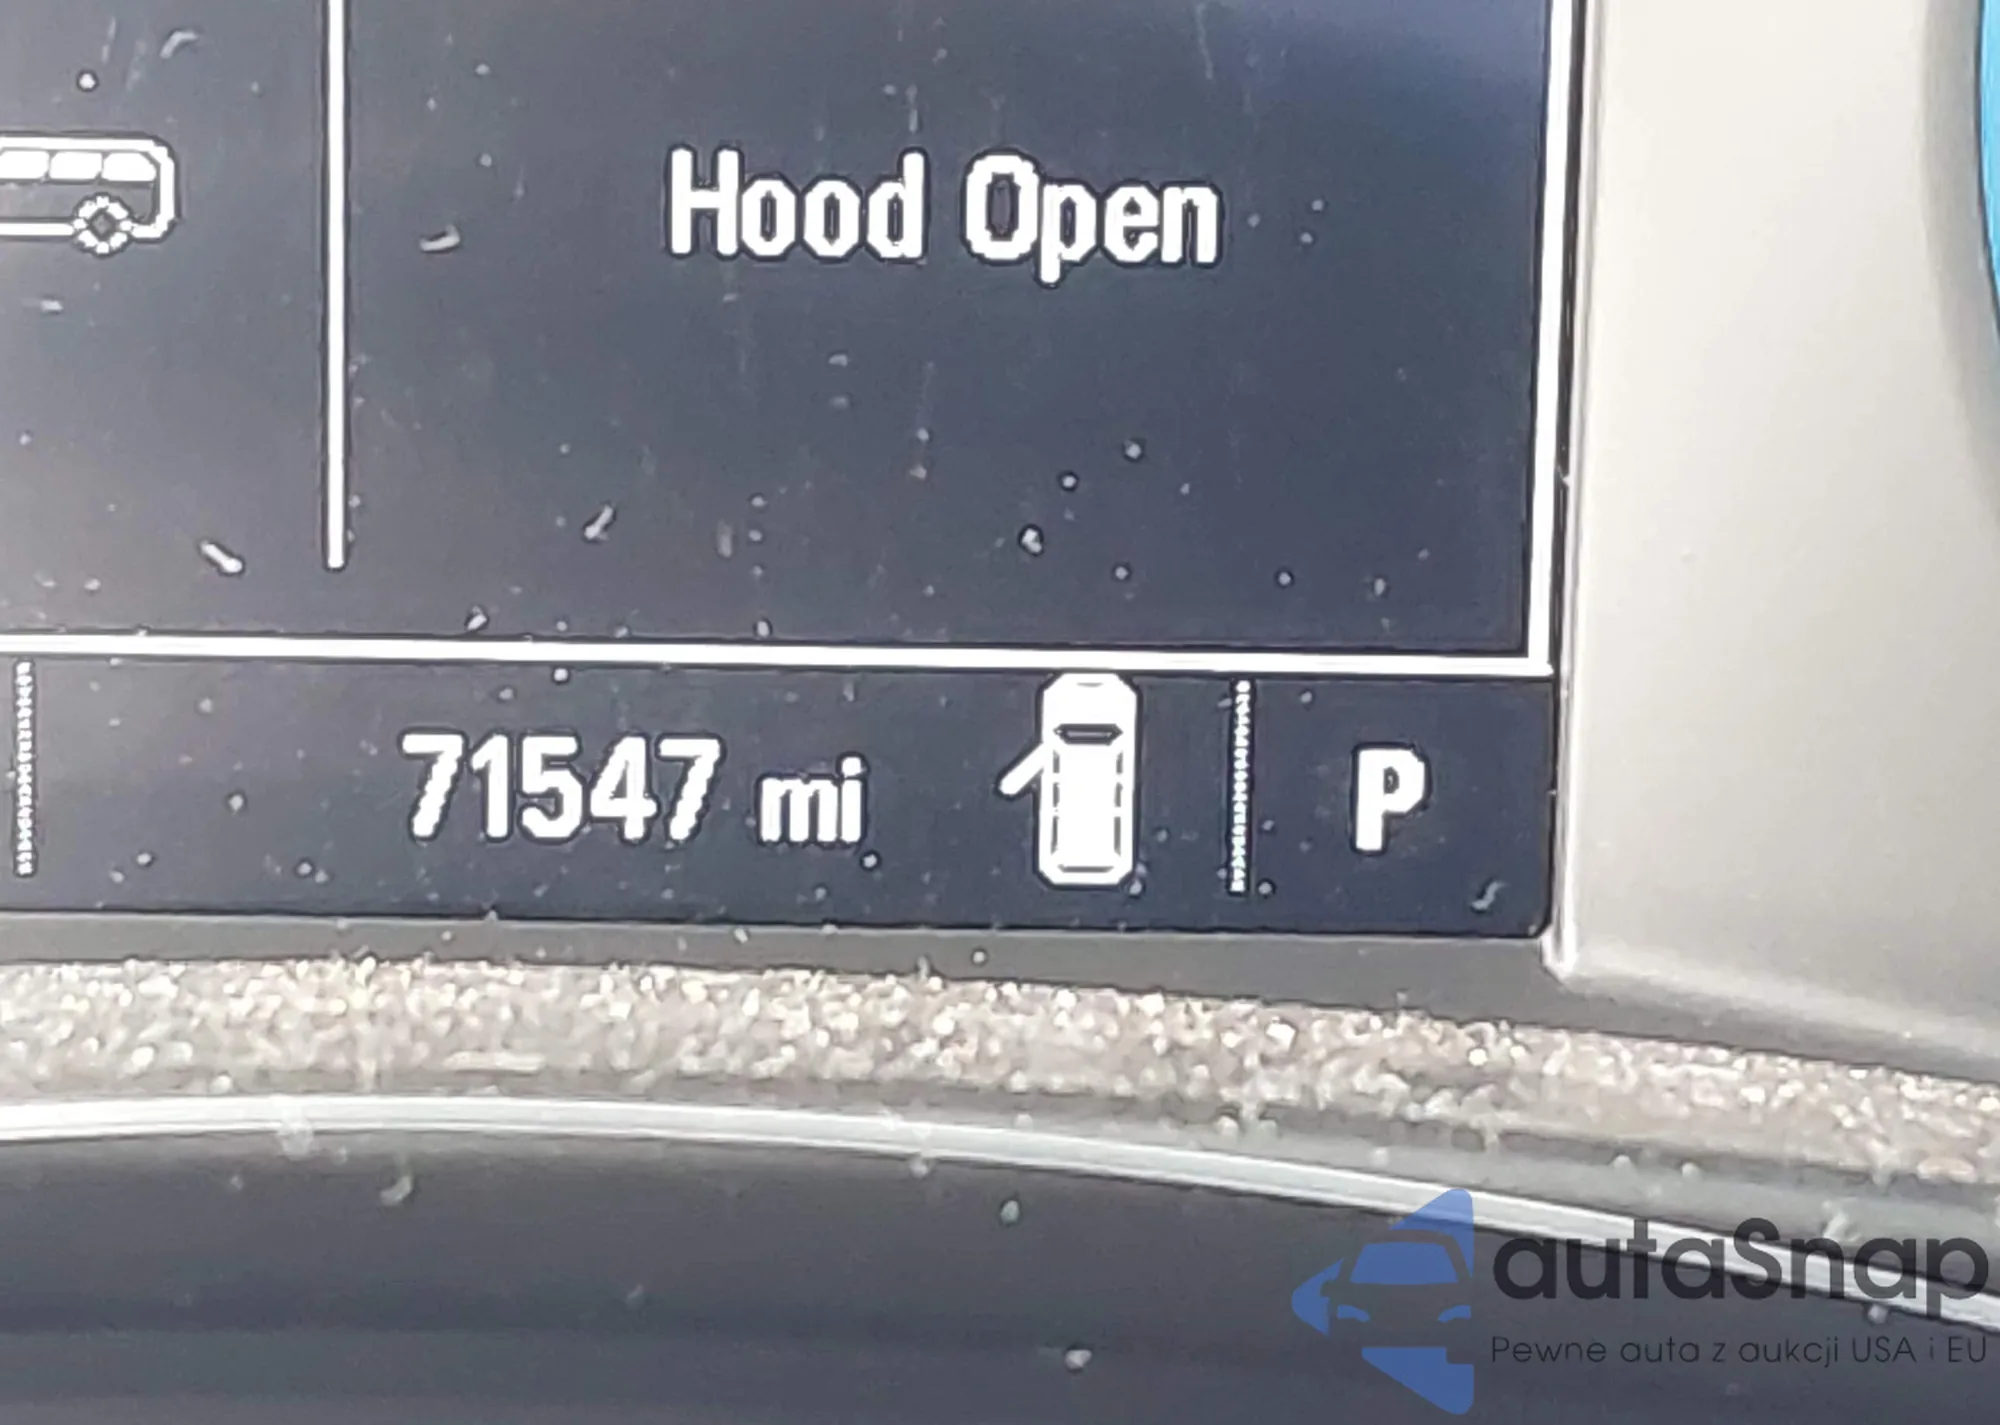 Hood Open
71547 mi
P
autaSnap
Pewne auta z aukcji USA i EU